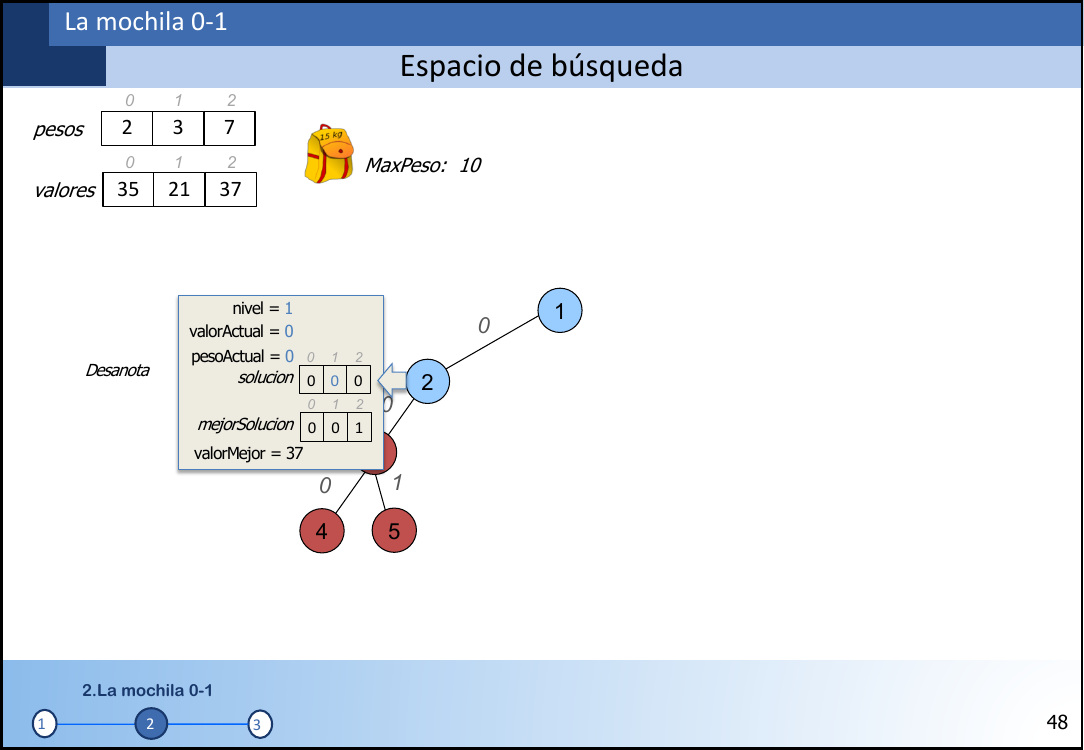 La mochila 0-1
Espacio de búsqueda
0 1 2
pesos 2 3 7
15 kg
MaxPeso: 10
0 1 2
valores 35 21 37
nivel = 1
valorActual = 0
pesoActual = 0
0 1 2
solucion 0 0 0
0 1 2
mejorSolucion 0 0 1
valorMejor = 37
Desanota
1
0
2
0
0 1
4 5
2.La mochila 0-1
1 2 3
48